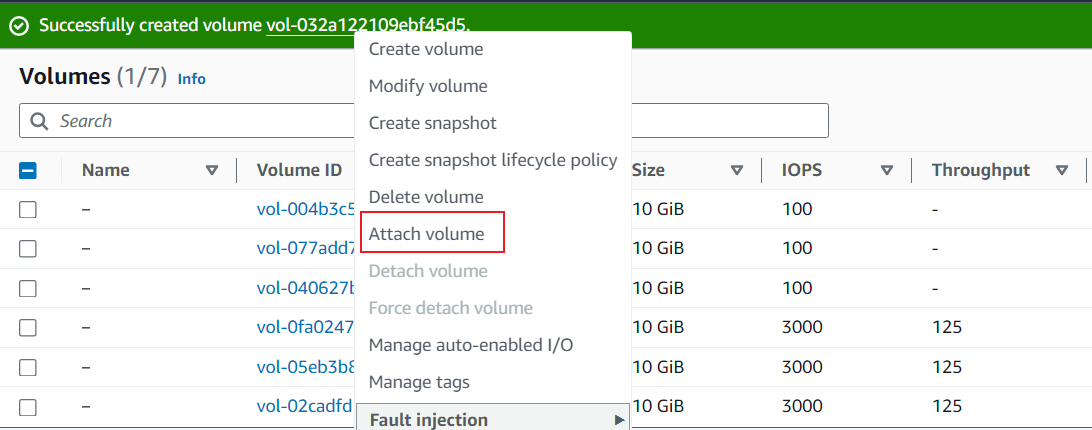 Successfully created volume vol-032a122109ebf45d5.
Volumes (1/7) Info
Search
Create volume
Modify volume
Create snapshot
Create snapshot lifecycle policy
Delete volume
Attach volume
Detach volume
Force detach volume
Manage auto-enabled I/O
Manage tags
Fault injection
Name Volume ID Size IOPS Throughput
– vol-004b3c5 10 GiB 100 -
– vol-077add7 10 GiB 100 -
– vol-040627b 10 GiB 100 -
– vol-0fa0247 10 GiB 3000 125
– vol-05eb3b8 10 GiB 3000 125
– vol-02cadfd 10 GiB 3000 125